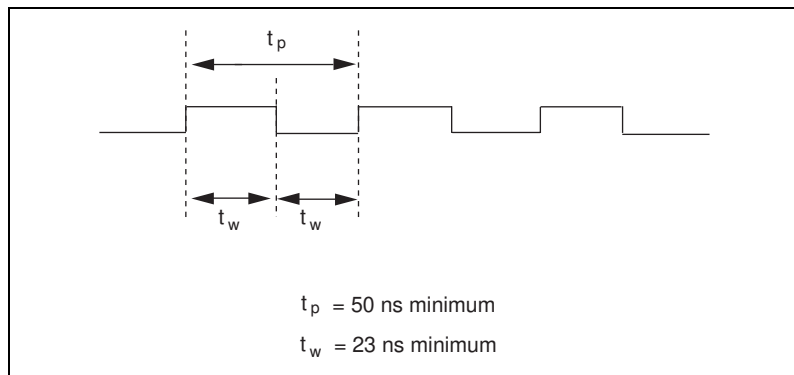 t p
t w t w
t p = 50 ns minimum
t w = 23 ns minimum